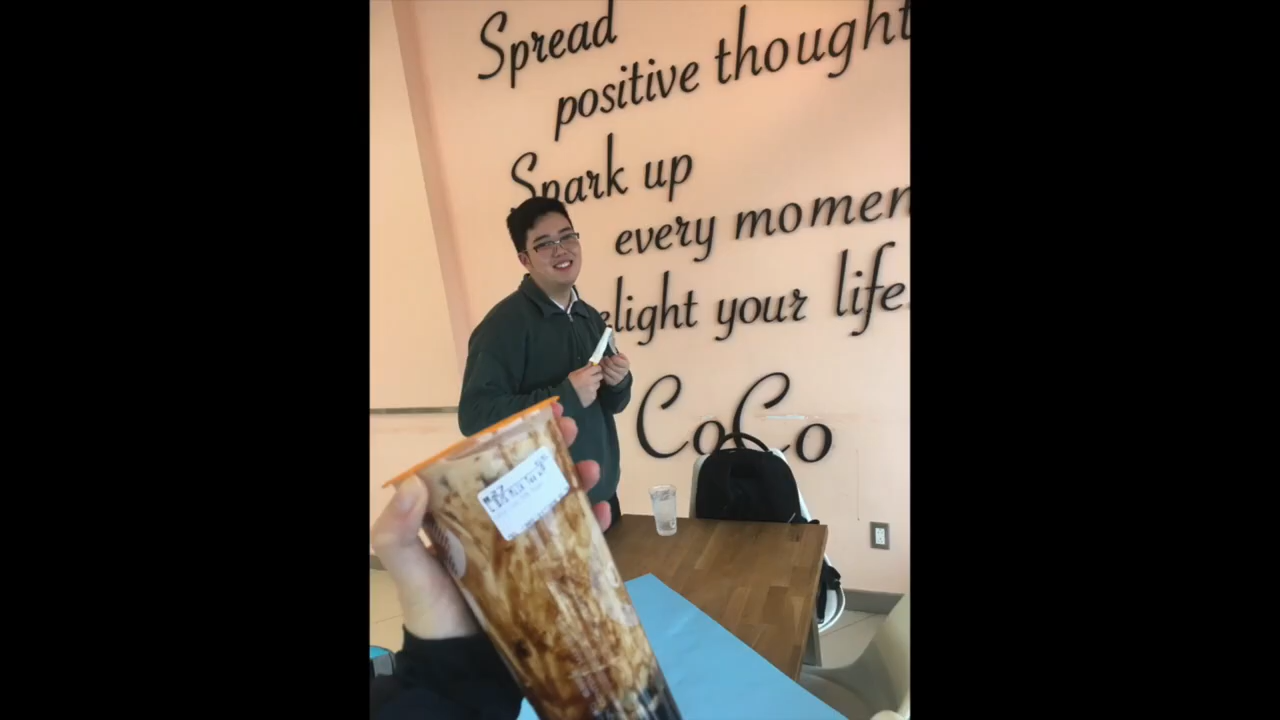 Spread
positive thought
Spark up
every momen
elight your life.
CoCo